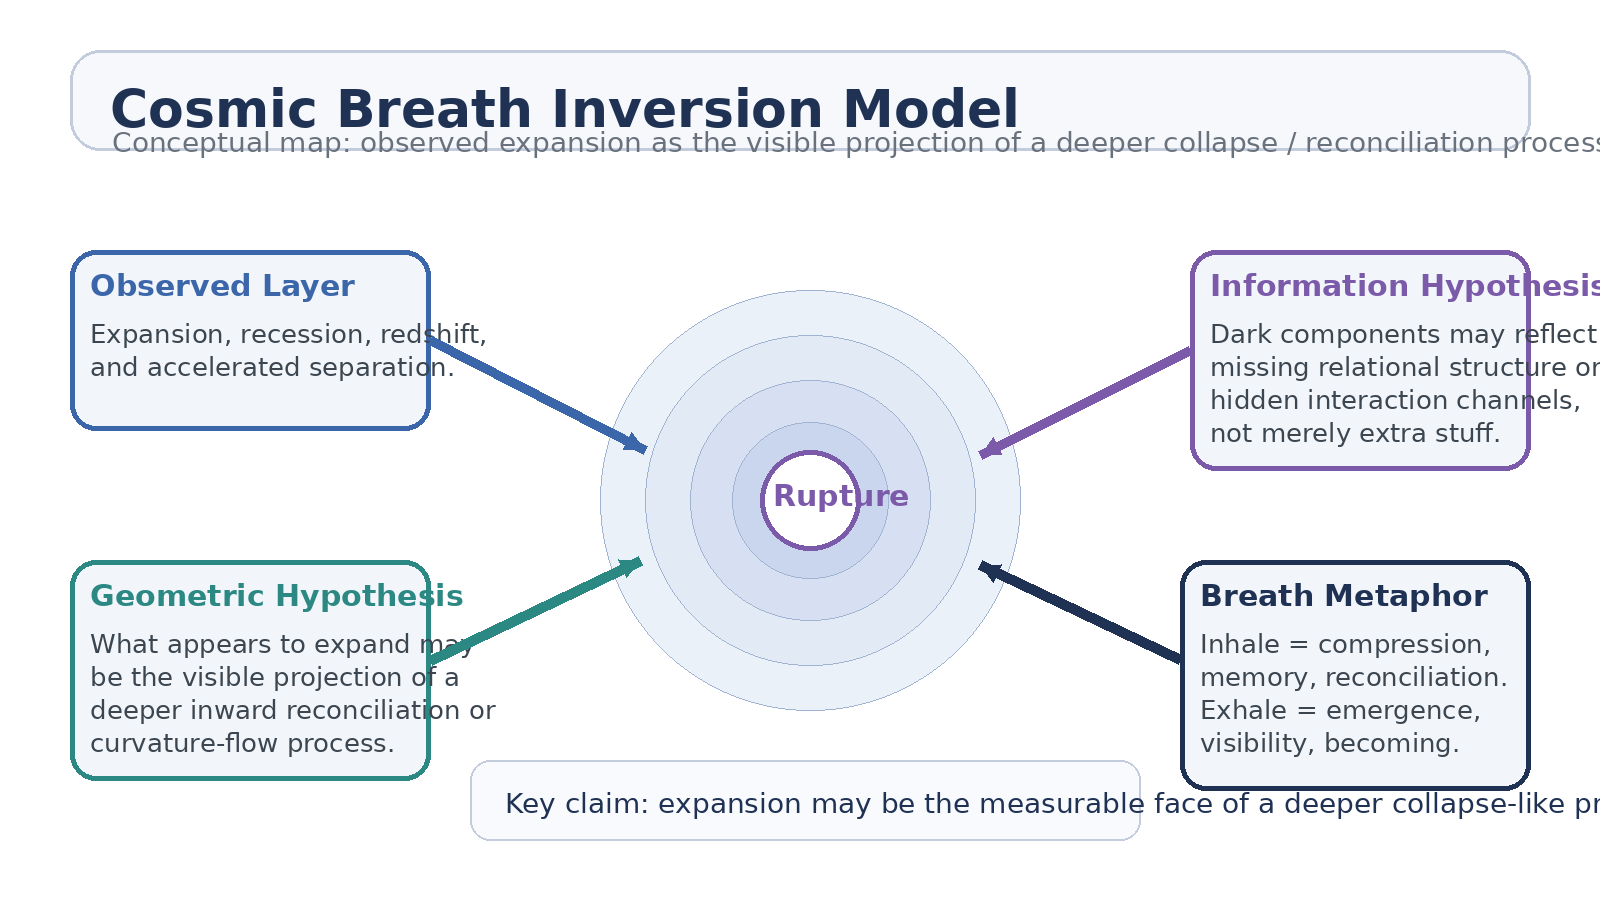 Cosmic Breath Inversion Model
Conceptual map: observed expansion as the visible projection of a deeper collapse / reconciliation process
Observed Layer
Expansion, recession, redshift,
and accelerated separation.
Information Hypothesis
Dark components may reflect
missing relational structure or
hidden interaction channels,
not merely extra stuff.
Rupture
Geometric Hypothesis
What appears to expand may
be the visible projection of a
deeper inward reconciliation or
curvature-flow process.
Breath Metaphor
Inhale = compression,
memory, reconciliation.
Exhale = emergence,
visibility, becoming.
Key claim: expansion may be the measurable face of a deeper collapse-like